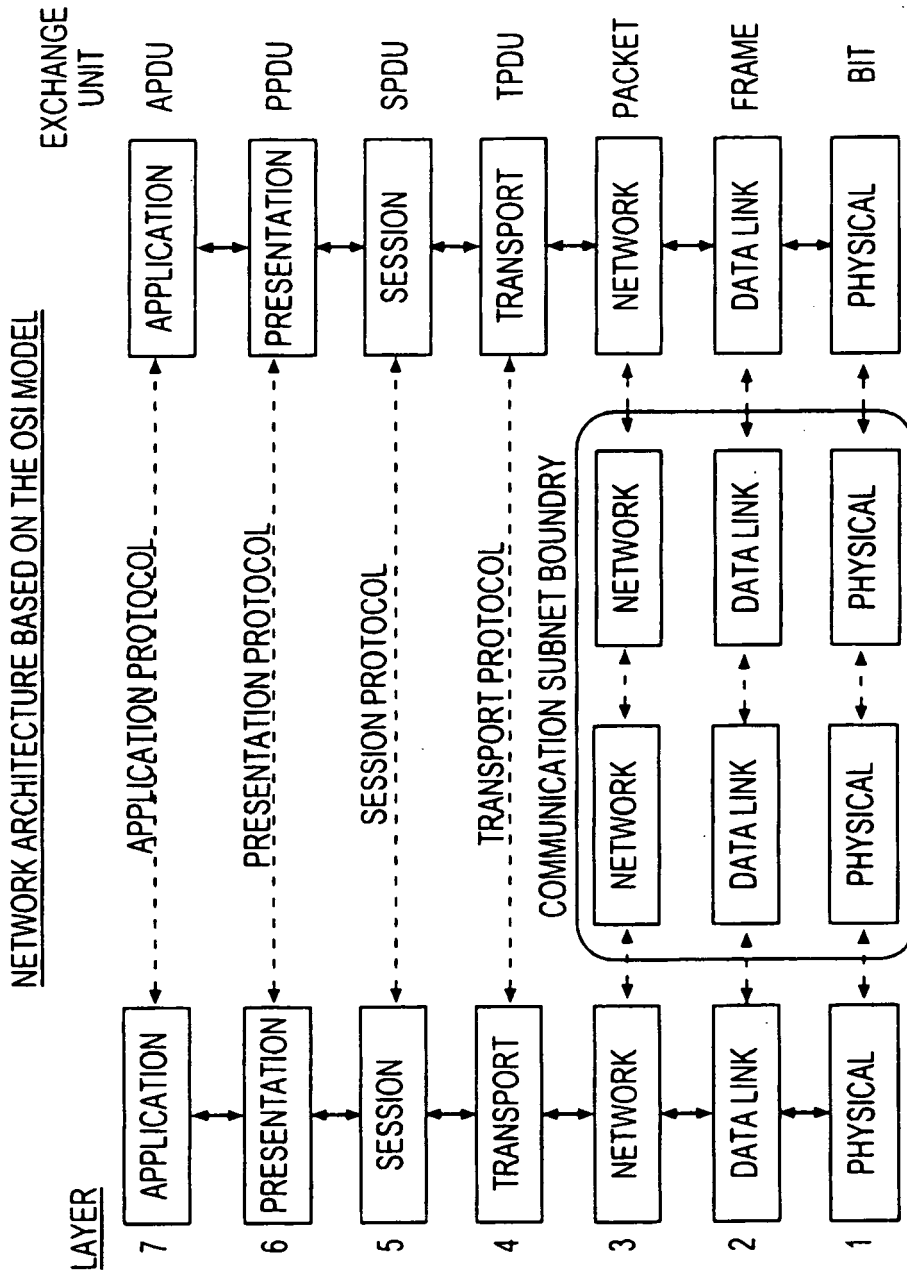 NETWORK ARCHITECTURE BASED ON THE OSI MODEL
LAYER
EXCHANGE
UNIT
7 APPLICATION APPLICATION PROTOCOL APPLICATION APDU
6 PRESENTATION PRESENTATION PROTOCOL PRESENTATION PPDU
5 SESSION SESSION PROTOCOL SESSION SPDU
4 TRANSPORT TRANSPORT PROTOCOL TRANSPORT TPDU
COMMUNICATION SUBNET BOUNDRY
3 NETWORK NETWORK NETWORK NETWORK PACKET
2 DATA LINK DATA LINK DATA LINK DATA LINK FRAME
1 PHYSICAL PHYSICAL PHYSICAL PHYSICAL BIT